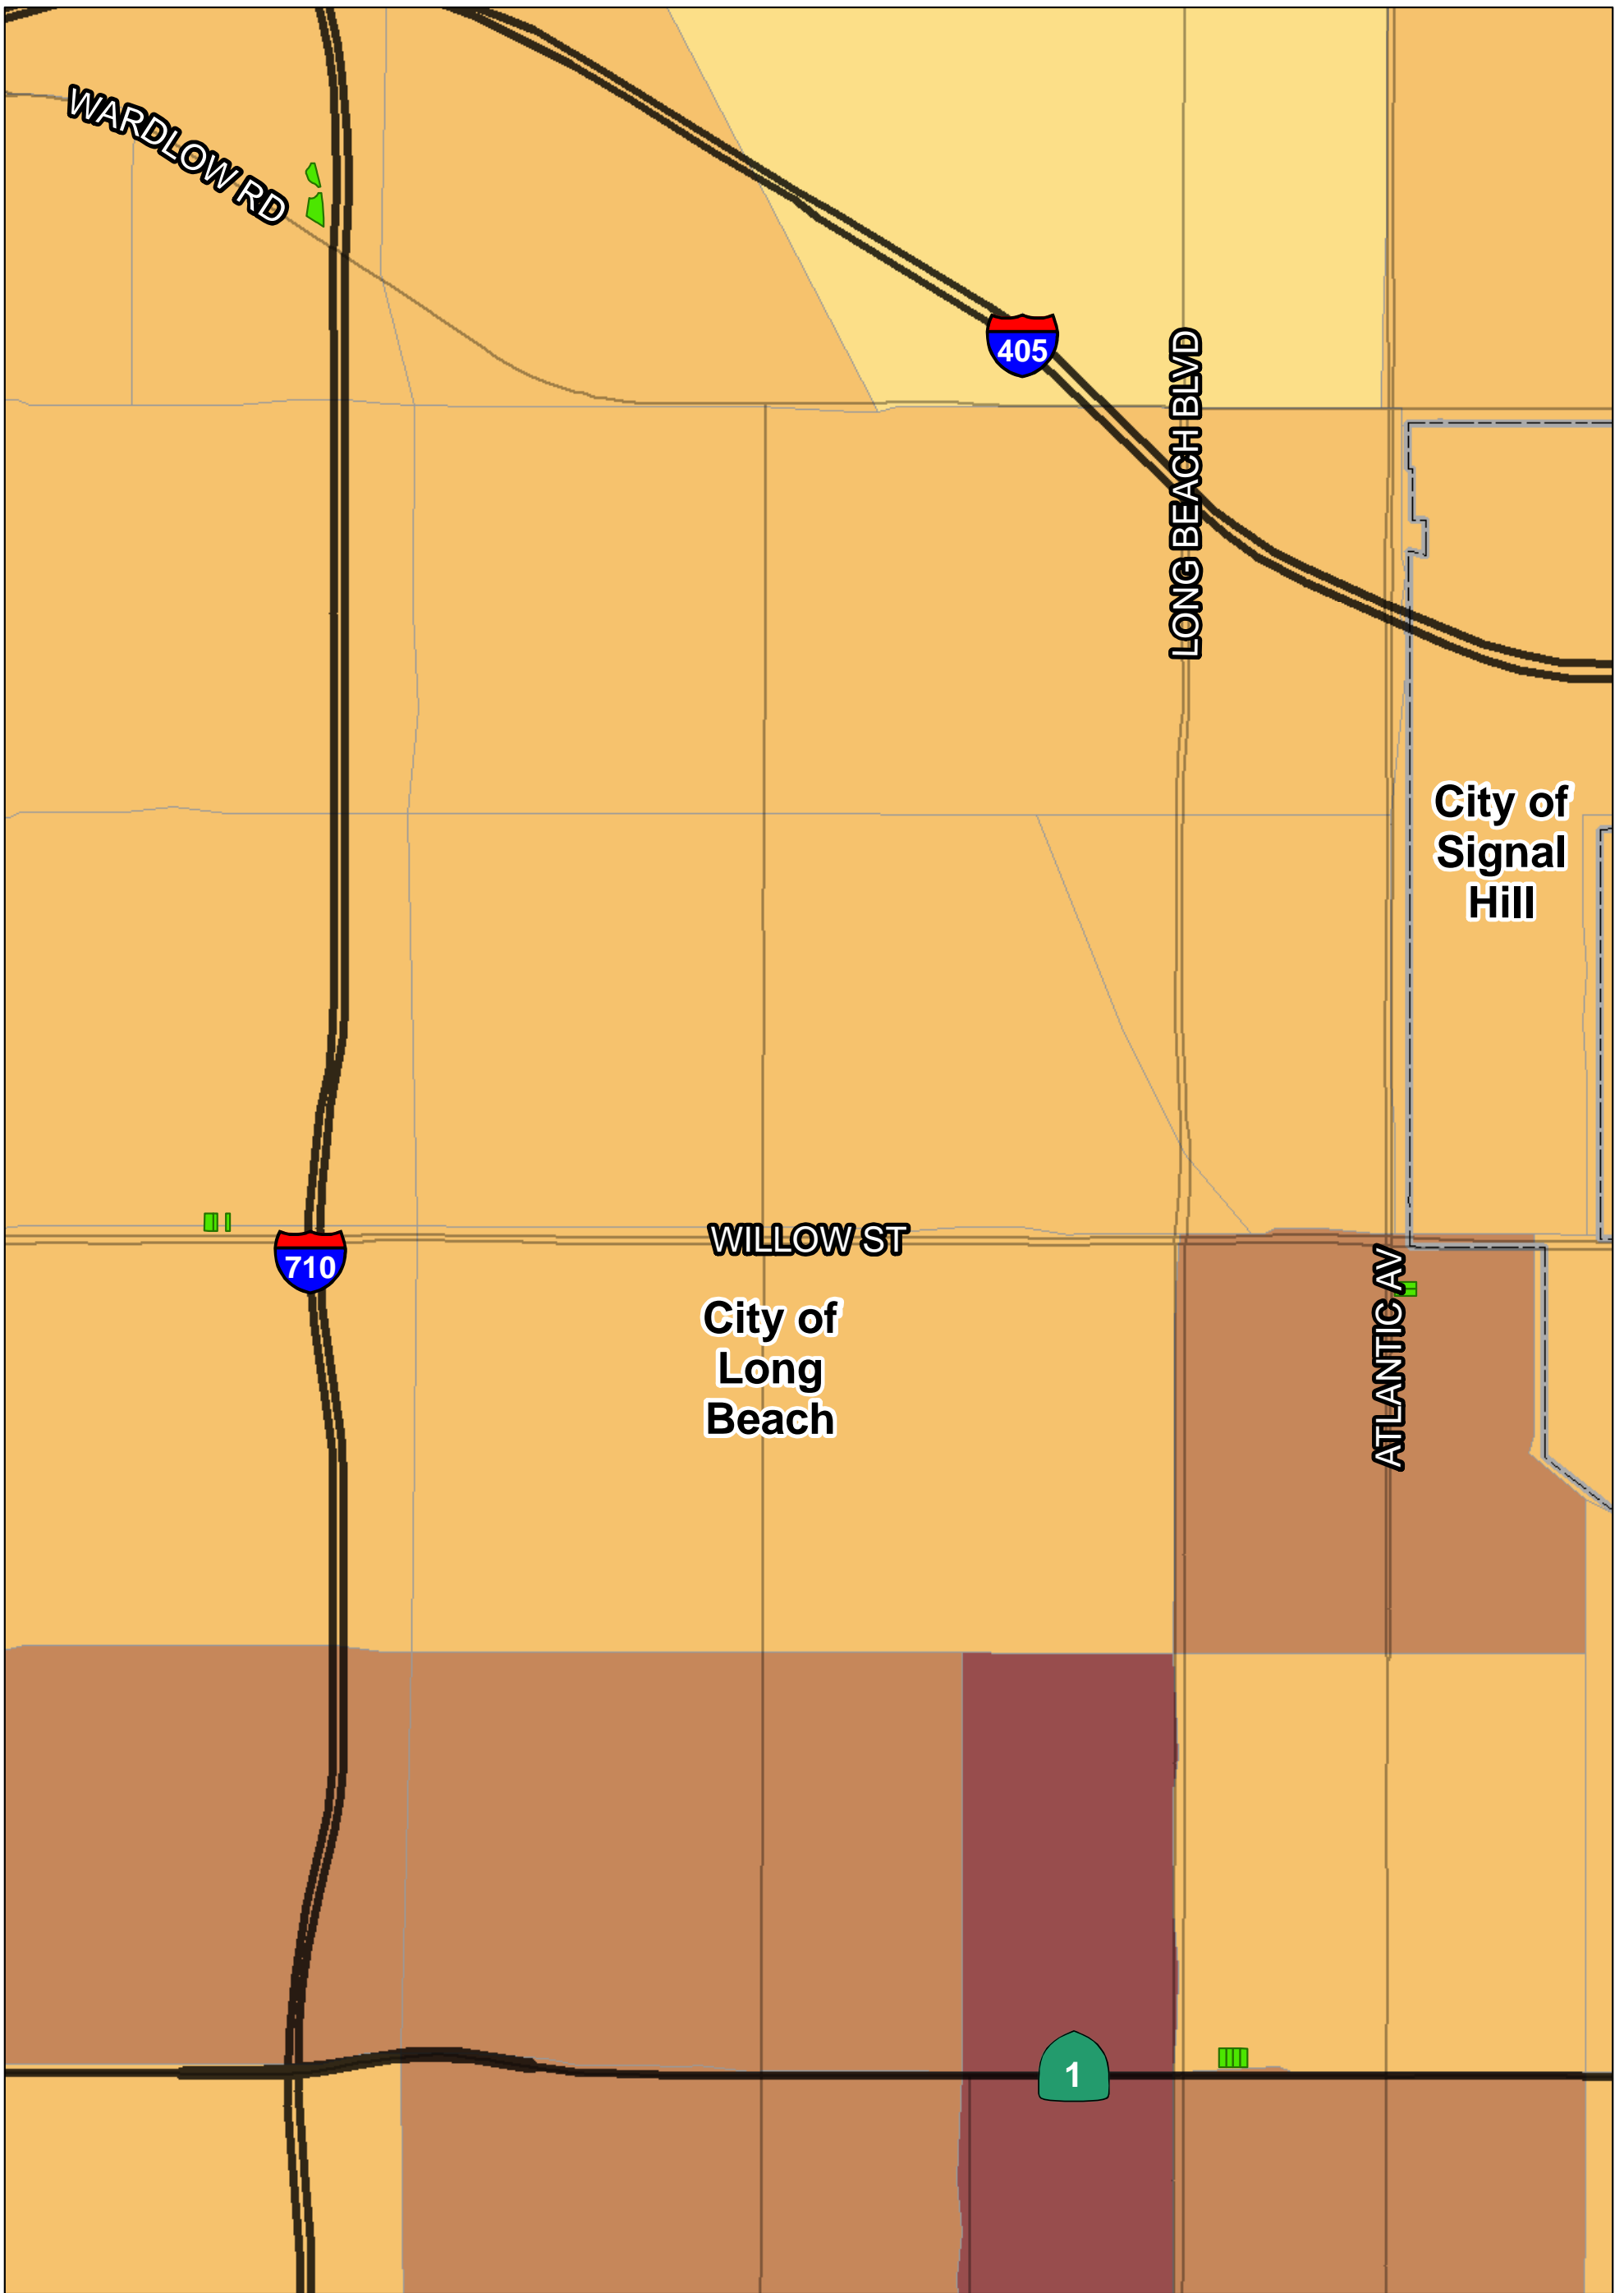 WARDLOW RD
405
LONG BEACH BLVD
City of
Signal
Hill
WILLOW ST
710
City of
Long
Beach
ATLANTIC AV
1